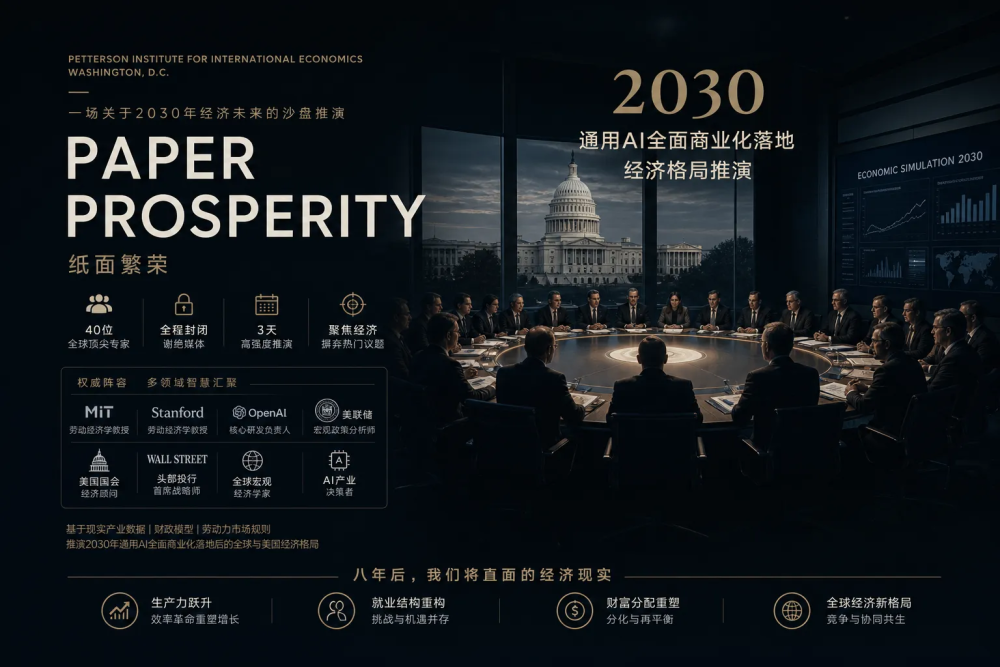 PETTERSON INSTITUTE FOR INTERNATIONAL ECONOMICS
WASHINGTON, D.C.
一场关于2030年经济未来的沙盘推演
PAPER
PROSPERITY
纸面繁荣
2030
通用AI全面商业化落地
经济格局推演
ECONOMIC SIMULATION 2030
40位
全球顶尖专家
全程封闭
谢绝媒体
3天
高强度推演
聚焦经济
摒弃热门议题
权威阵容 多领域智慧汇聚
MiT
劳动经济学教授
Stanford
劳动经济学教授
OpenAI
核心研发负责人
美联储
宏观政策分析师
美国国会
经济顾问
WALL STREET
头部投行
首席战略师
全球宏观
经济学家
AI产业
决策者
基于现实产业数据 | 财政模型 | 劳动力市场规则
推演2030年通用AI全面商业化落地后的全球与美国经济格局
八年后，我们将直面的经济现实
生产力跃升
效率革命重塑增长
就业结构重构
挑战与机遇并存
财富分配重塑
分化与再平衡
全球经济新格局
竞争与协同共生